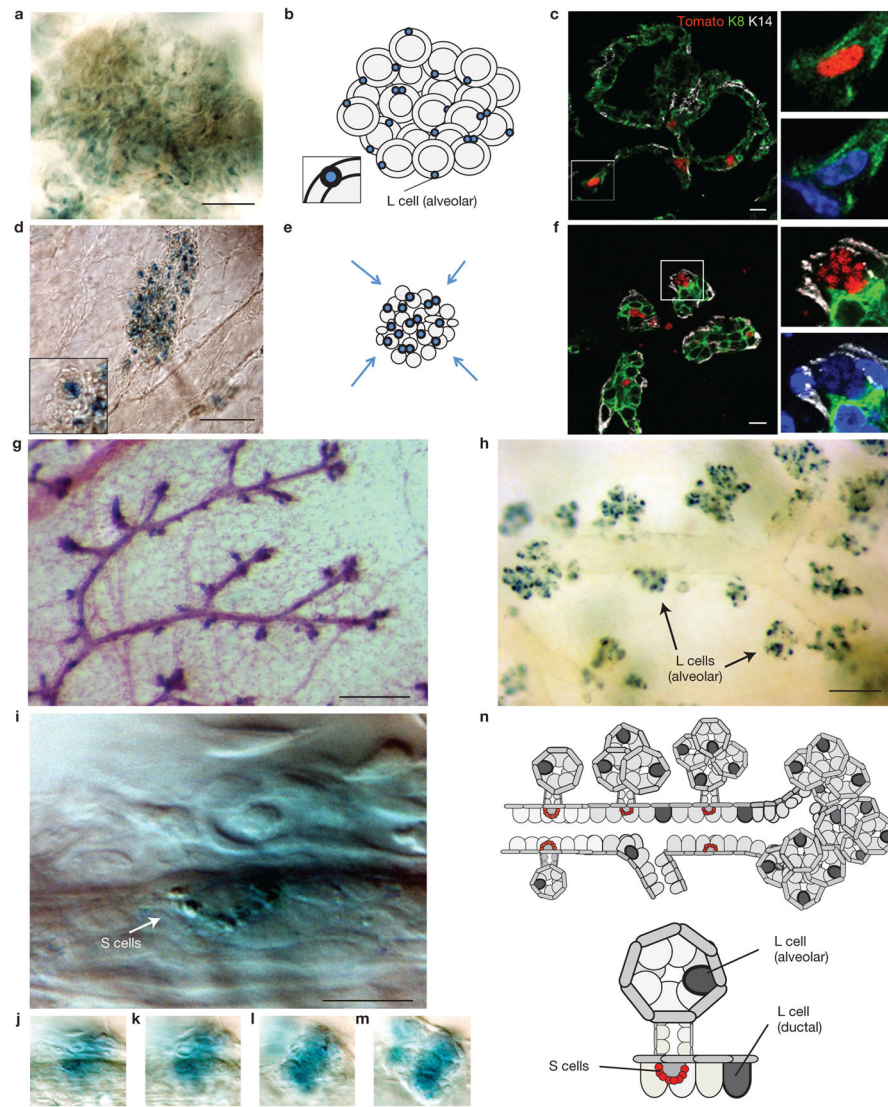 a
b
c
Tomato K8 K14
L cell (alveolar)
d
e
f
g
h
L cells
(alveolar)
i
S cells
n
L cell
(alveolar)
L cell
(ductal)
S cells
j
k
l
m